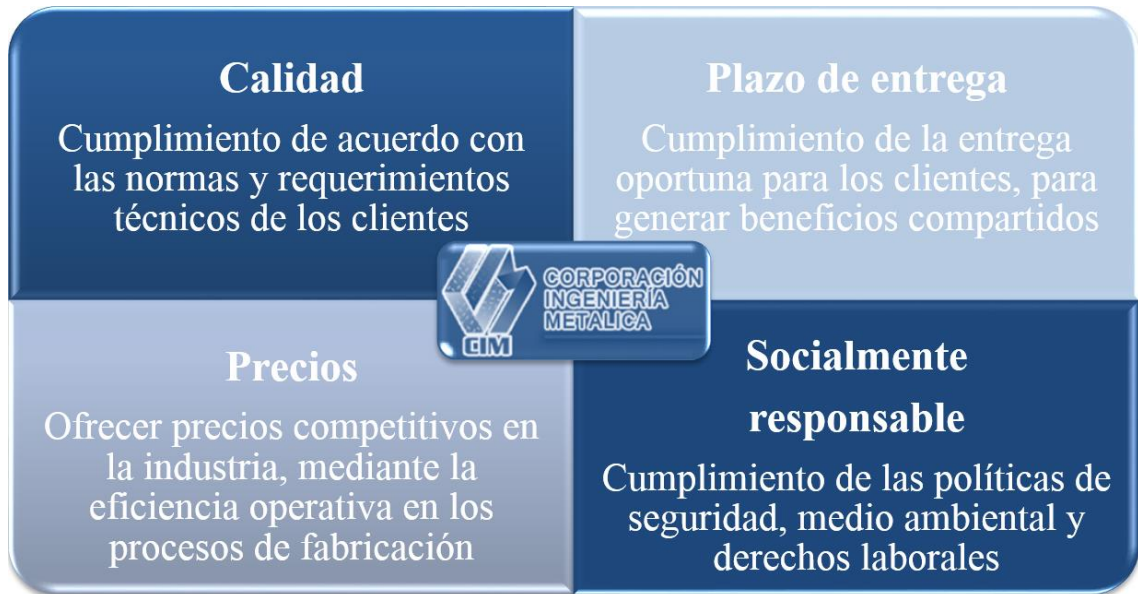 Calidad
Cumplimiento de acuerdo con
las normas y requerimientos
técnicos de los clientes
Plazo de entrega
Cumplimiento de la entrega
oportuna para los clientes, para
generar beneficios compartidos
CIM
CORPORACIÓN
INGENIERÍA
METALICA
Precios
Ofrecer precios competitivos en
la industria, mediante la
eficiencia operativa en los
procesos de fabricación
Socialmente
responsable
Cumplimiento de las políticas de
seguridad, medio ambiental y
derechos laborales